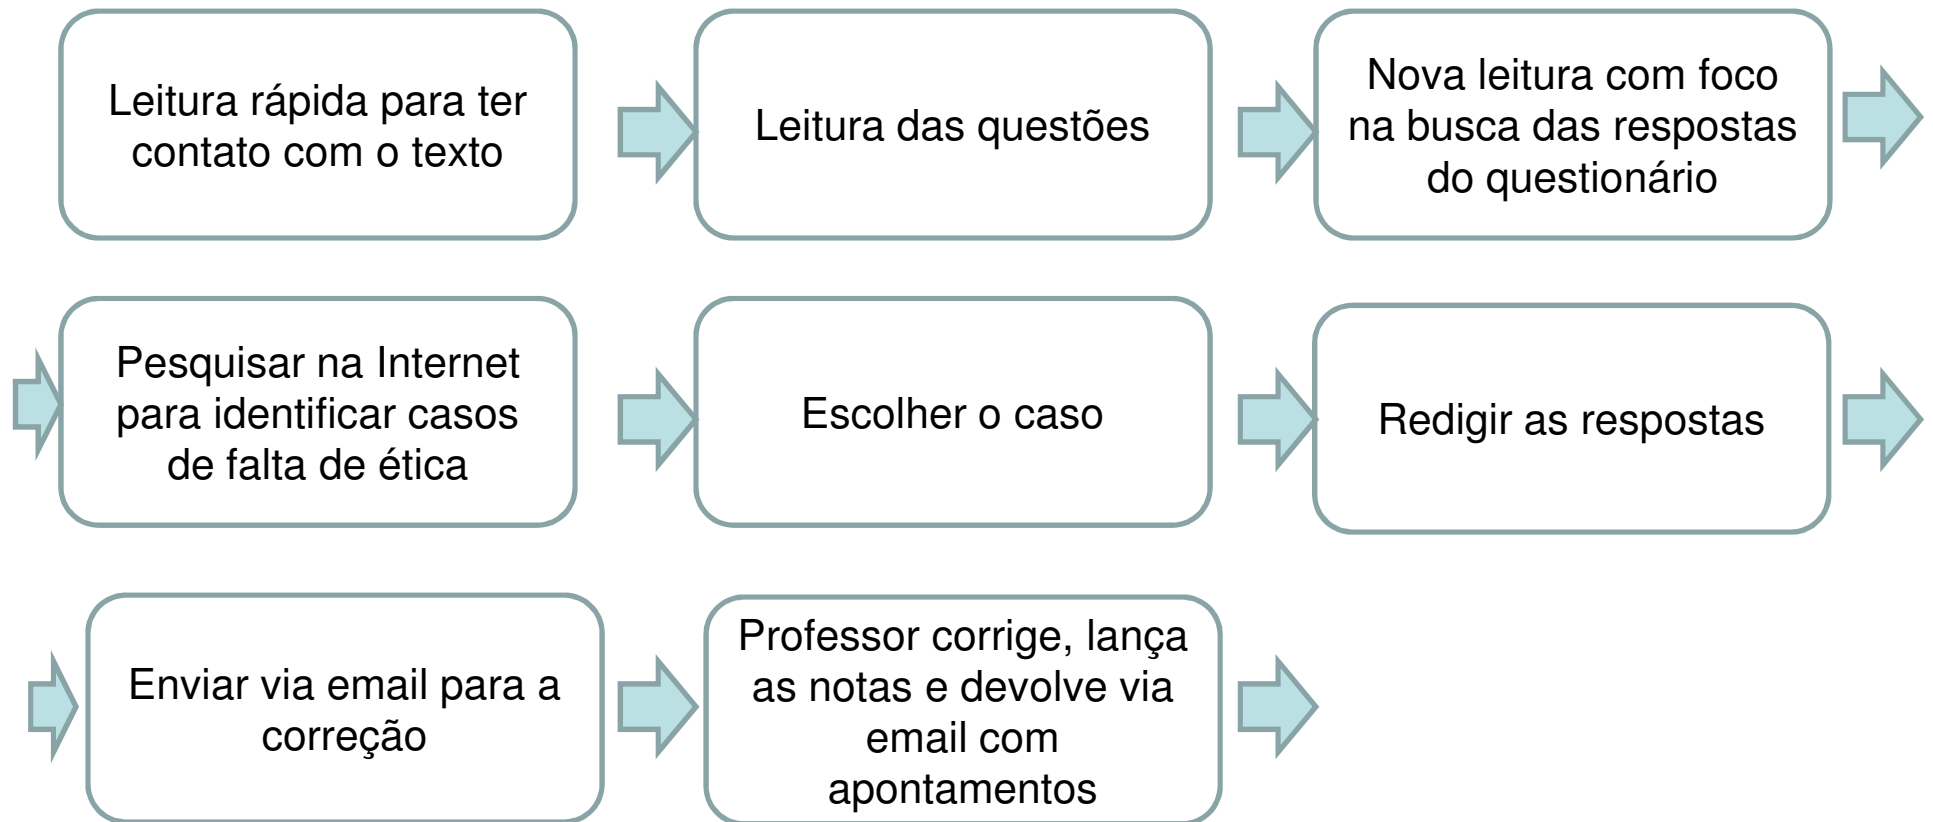 Leitura rápida para ter
contato com o texto
Leitura das questões
Nova leitura com foco
na busca das respostas
do questionário
Pesquisar na Internet
para identificar casos
de falta de ética
Escolher o caso
Redigir as respostas
Enviar via email para a
correção
Professor corrige, lança
as notas e devolve via
email com
apontamentos